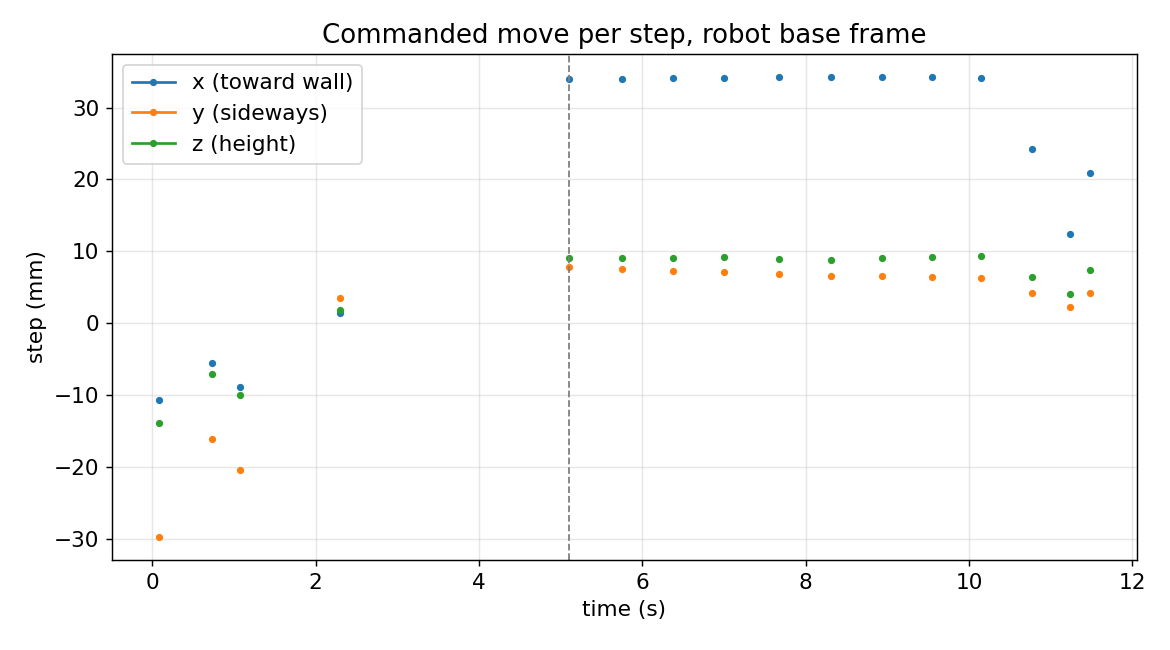 Commanded move per step, robot base frame
x (toward wall)
y (sideways)
z (height)
step (mm)
30
20
10
0
−10
−20
−30
0 2 4 6 8 10 12
time (s)